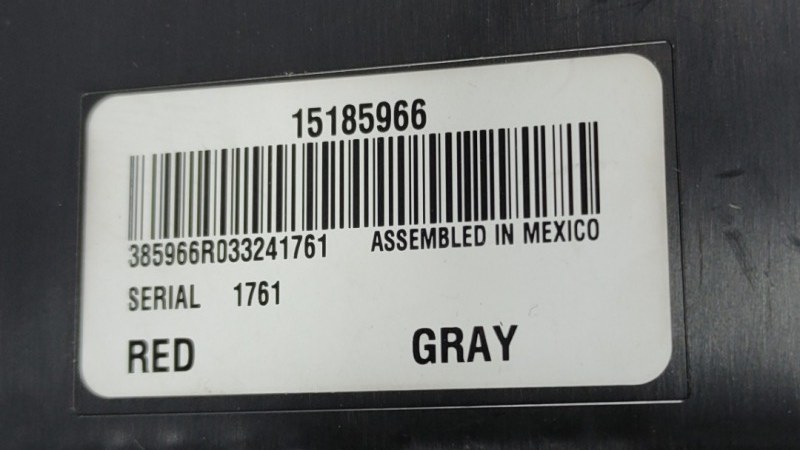 15185966
385966R033241761 ASSEMBLED IN MEXICO
SERIAL 1761
RED GRAY